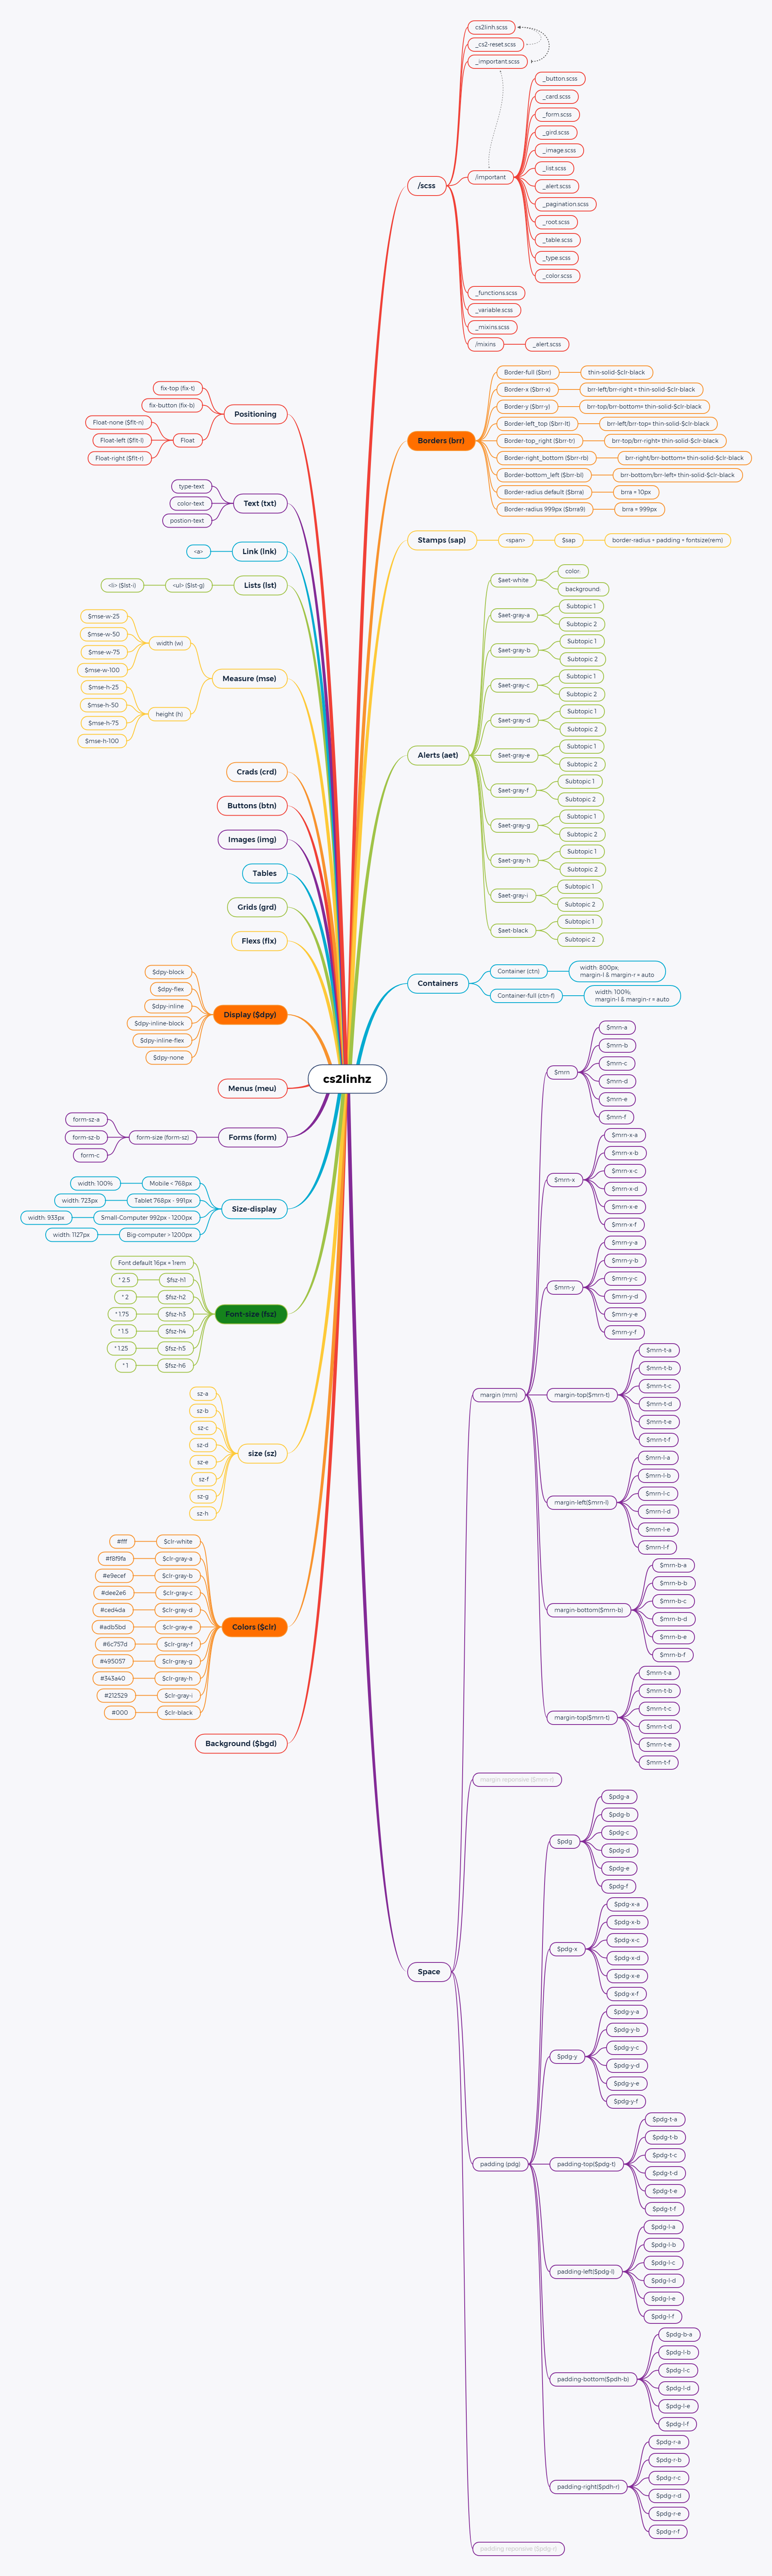 cs2linhz
/scss
cs2linh.scss
_cs2-reset.scss
_important.scss
/important
_button.scss
_card.scss
_form.scss
_gird.scss
_image.scss
_list.scss
_alert.scss
_pagination.scss
_root.scss
_table.scss
_type.scss
_color.scss
_functions.scss
_variable.scss
_mixins.scss
/mixins
_alert.scss
Borders (brr)
Border-full ($brr)
thin-solid-$clr-black
Border-x ($brr-x)
brr-left/brr-right = thin-solid-$clr-black
Border-y ($brr-y)
brr-top/brr-bottom= thin-solid-$clr-black
Border-left_top ($brr-lt)
brr-left/brr-top= thin-solid-$clr-black
Border-top_right ($brr-tr)
brr-top/brr-right= thin-solid-$clr-black
Border-right_bottom ($brr-rb)
brr-right/brr-bottom= thin-solid-$clr-black
Border-bottom_left ($brr-bl)
brr-bottom/brr-left= thin-solid-$clr-black
Border-radius default ($brra)
brra = 10px
Border-radius 999px ($brra9)
brra = 999px
Stamps (sap)
<span>
$sap
border-radius + padding + fontsize(rem)
Alerts (aet)
$aet-white
color:
background:
$aet-gray-a
Subtopic 1
Subtopic 2
$aet-gray-b
Subtopic 1
Subtopic 2
$aet-gray-c
Subtopic 1
Subtopic 2
$aet-gray-d
Subtopic 1
Subtopic 2
$aet-gray-e
Subtopic 1
Subtopic 2
$aet-gray-f
Subtopic 1
Subtopic 2
$aet-gray-g
Subtopic 1
Subtopic 2
$aet-gray-h
Subtopic 1
Subtopic 2
$aet-gray-i
Subtopic 1
Subtopic 2
$aet-black
Subtopic 1
Subtopic 2
Containers
Container (ctn)
width: 800px;
margin-l & margin-r = auto
Container-full (ctn-f)
width: 100%;
margin-l & margin-r = auto
Space
margin (mrn)
$mrn
$mrn-a
$mrn-b
$mrn-c
$mrn-d
$mrn-e
$mrn-f
$mrn-x
$mrn-x-a
$mrn-x-b
$mrn-x-c
$mrn-x-d
$mrn-x-e
$mrn-x-f
$mrn-y
$mrn-y-a
$mrn-y-b
$mrn-y-c
$mrn-y-d
$mrn-y-e
$mrn-y-f
margin-top($mrn-t)
$mrn-t-a
$mrn-t-b
$mrn-t-c
$mrn-t-d
$mrn-t-e
$mrn-t-f
margin-left($mrn-l)
$mrn-l-a
$mrn-l-b
$mrn-l-c
$mrn-l-d
$mrn-l-e
$mrn-l-f
margin-bottom($mrn-b)
$mrn-b-a
$mrn-b-b
$mrn-b-c
$mrn-b-d
$mrn-b-e
$mrn-b-f
margin-top($mrn-t)
$mrn-t-a
$mrn-t-b
$mrn-t-c
$mrn-t-d
$mrn-t-e
$mrn-t-f
margin reponsive ($mrn-r)
padding (pdg)
$pdg
$pdg-a
$pdg-b
$pdg-c
$pdg-d
$pdg-e
$pdg-f
$pdg-x
$pdg-x-a
$pdg-x-b
$pdg-x-c
$pdg-x-d
$pdg-x-e
$pdg-x-f
$pdg-y
$pdg-y-a
$pdg-y-b
$pdg-y-c
$pdg-y-d
$pdg-y-e
$pdg-y-f
padding-top($pdg-t)
$pdg-t-a
$pdg-t-b
$pdg-t-c
$pdg-t-d
$pdg-t-e
$pdg-t-f
padding-left($pdg-l)
$pdg-l-a
$pdg-l-b
$pdg-l-c
$pdg-l-d
$pdg-l-e
$pdg-l-f
padding-bottom($pdh-b)
$pdg-b-a
$pdg-l-b
$pdg-l-c
$pdg-l-d
$pdg-l-e
$pdg-l-f
padding-right($pdh-r)
$pdg-r-a
$pdg-r-b
$pdg-r-c
$pdg-r-d
$pdg-r-e
$pdg-r-f
padding reponsive ($pdg-r)
Positioning
fix-top (fix-t)
fix-button (fix-b)
Float
Float-none ($flt-n)
Float-left ($flt-l)
Float-right ($flt-r)
Text (txt)
type-text
color-text
postion-text
Link (lnk)
<a>
Lists (lst)
<ul> ($lst-g)
<li> ($lst-i)
Measure (mse)
width (w)
$mse-w-25
$mse-w-50
$mse-w-75
$mse-w-100
height (h)
$mse-h-25
$mse-h-50
$mse-h-75
$mse-h-100
Crads (crd)
Buttons (btn)
Images (img)
Tables
Grids (grd)
Flexs (flx)
Display ($dpy)
$dpy-block
$dpy-flex
$dpy-inline
$dpy-inline-block
$dpy-inline-flex
$dpy-none
Menus (meu)
Forms (form)
form-size (form-sz)
form-sz-a
form-sz-b
form-c
Size-display
Mobile < 768px
width: 100%
Tablet 768px - 991px
width: 723px
Small-Computer 992px - 1200px
width: 933px
Big-computer > 1200px
width: 1127px
Font-size (fsz)
Font default 16px = 1rem
$fsz-h1
* 2.5
$fsz-h2
* 2
$fsz-h3
* 1.75
$fsz-h4
* 1.5
$fsz-h5
* 1.25
$fsz-h6
* 1
size (sz)
sz-a
sz-b
sz-c
sz-d
sz-e
sz-f
sz-g
sz-h
Colors ($clr)
$clr-white
#fff
$clr-gray-a
#f8f9fa
$clr-gray-b
#e9ecef
$clr-gray-c
#dee2e6
$clr-gray-d
#ced4da
$clr-gray-e
#adb5bd
$clr-gray-f
#6c757d
$clr-gray-g
#495057
$clr-gray-h
#343a40
$clr-gray-i
#212529
$clr-black
#000
Background ($bgd)